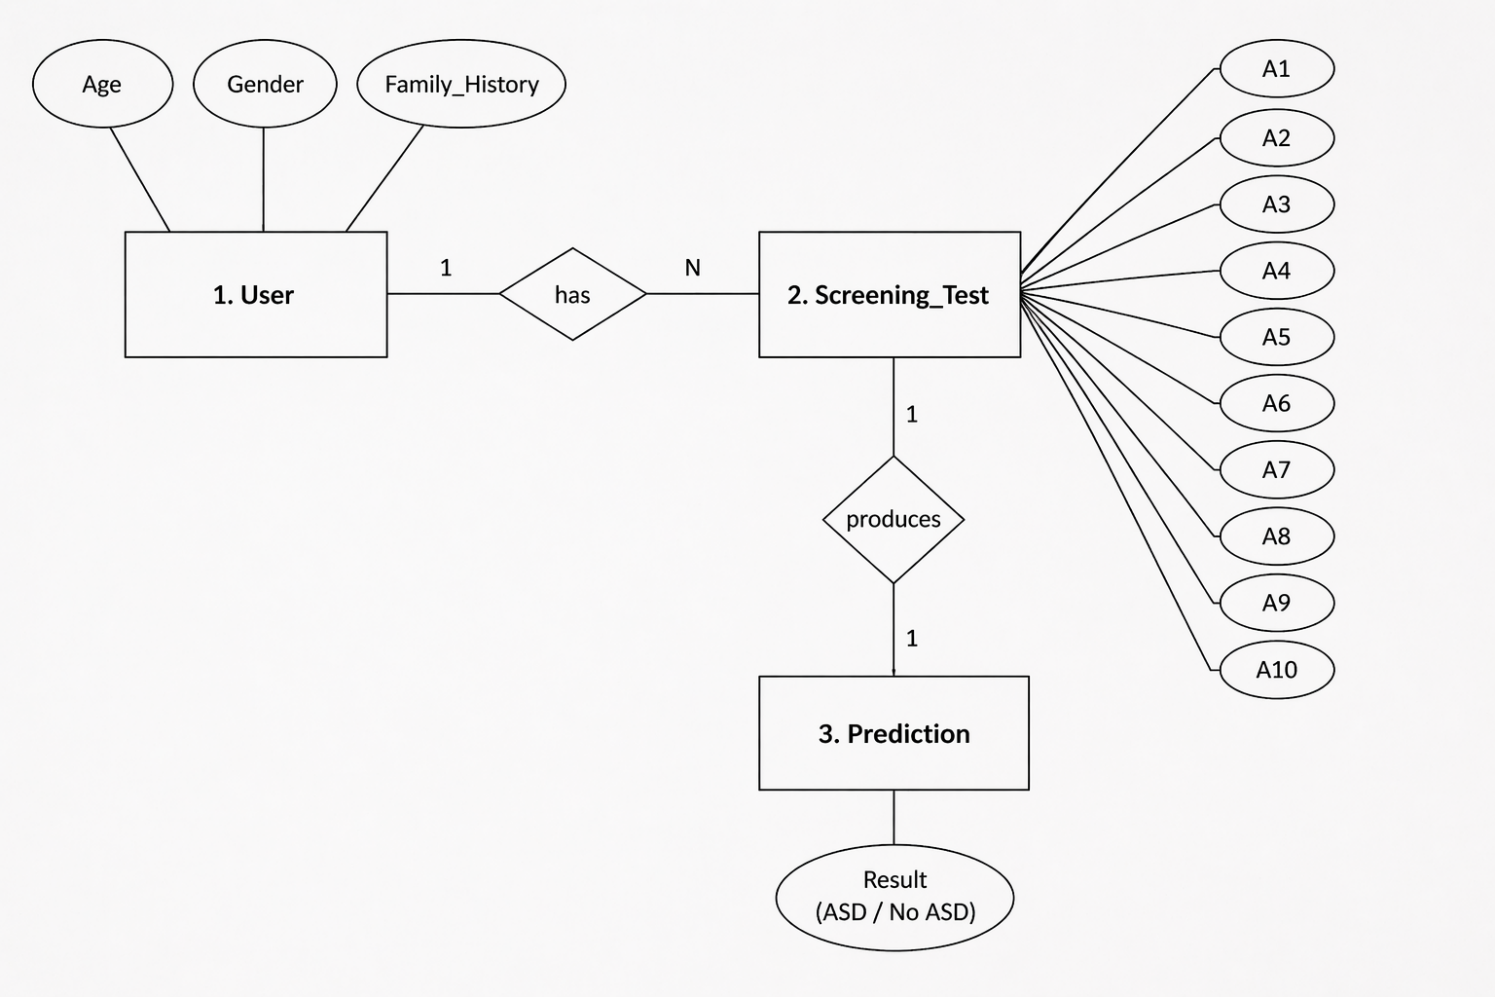 Age
Gender
Family_History
1. User
1
has
N
2. Screening_Test
A1
A2
A3
A4
A5
A6
A7
A8
A9
A10
1
produces
1
3. Prediction
Result
(ASD / No ASD)